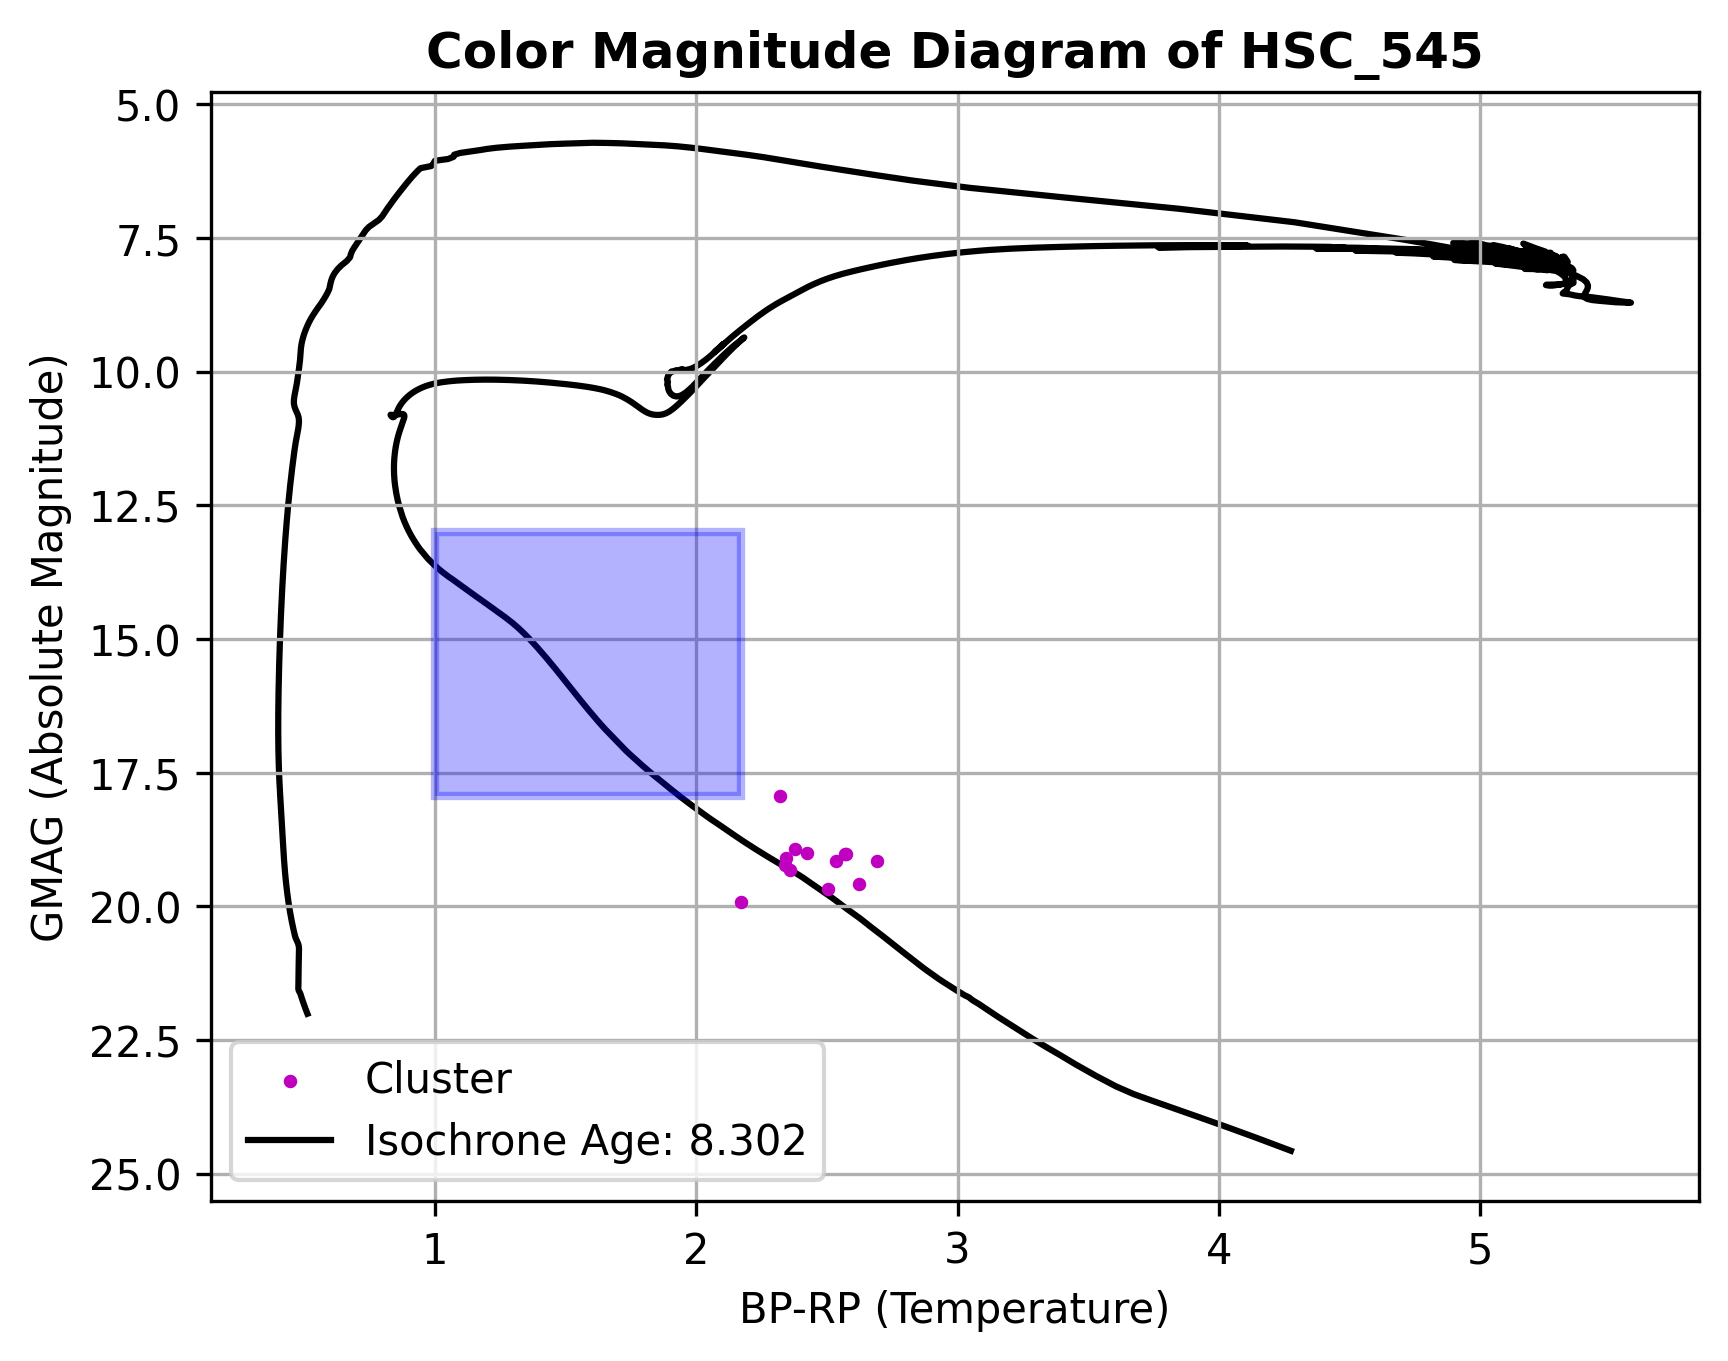 Color Magnitude Diagram of HSC_545
GMAG (Absolute Magnitude)
5.0
7.5
10.0
12.5
15.0
17.5
20.0
22.5
25.0
Cluster
Isochrone Age: 8.302
1 2 3 4 5
BP-RP (Temperature)